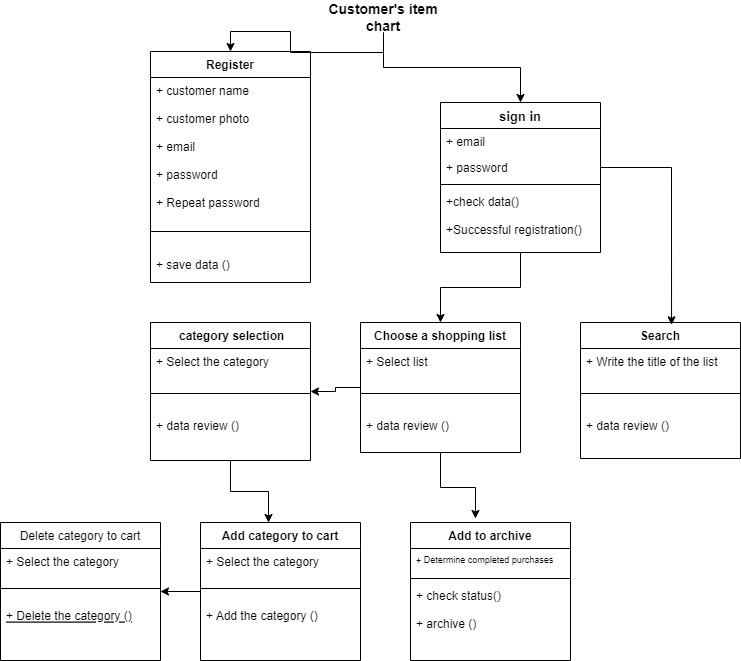 Customer's item
chart
Register
+ customer name
+ customer photo
+ email
+ password
+ Repeat password
+ save data ()
sign in
+ email
+ password
+check data()
+Successful registration()
category selection
+ Select the category
+ data review ()
Choose a shopping list
+ Select list
+ data review ()
Search
+ Write the title of the list
+ data review ()
Delete category to cart
+ Select the category
+ Delete the category ()
Add category to cart
+ Select the category
+ Add the category ()
Add to archive
+ Determine completed purchases
+ check status()
+ archive ()